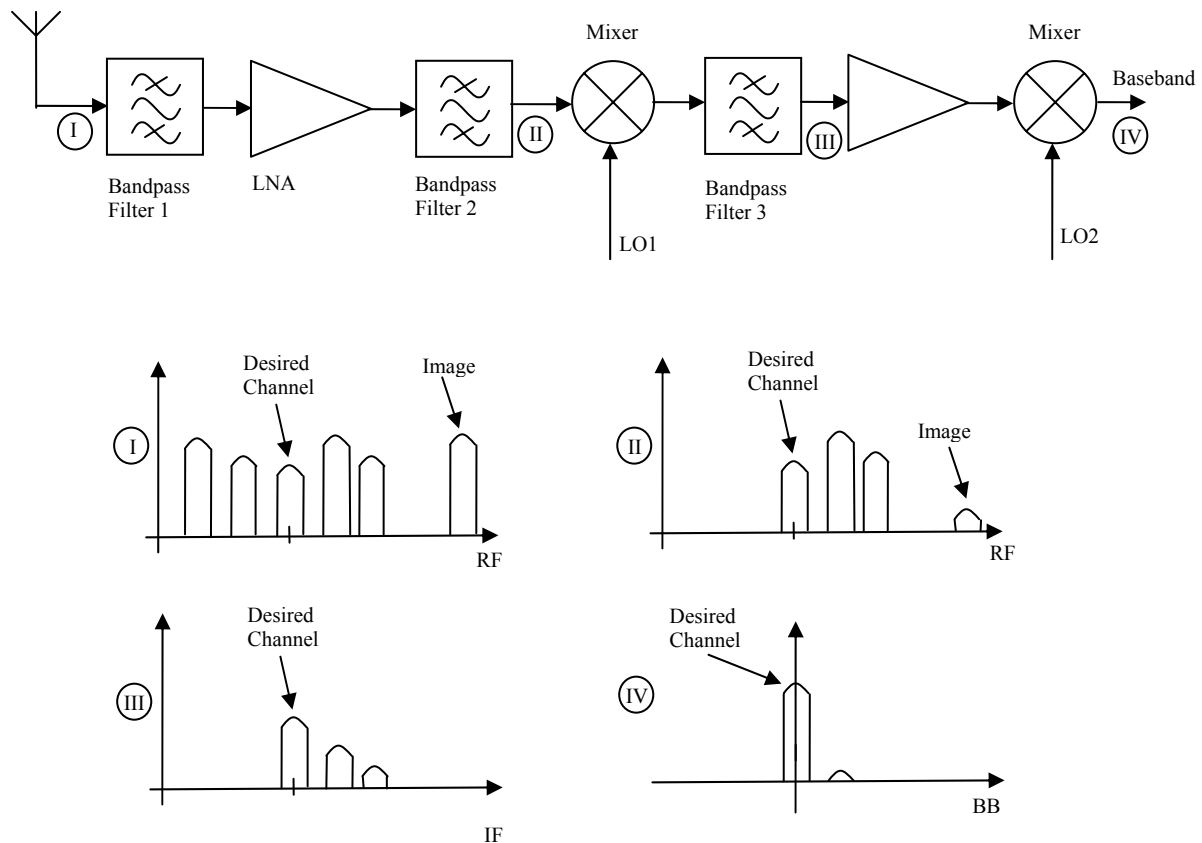 Mixer
Mixer
Baseband
I
II
III
IV
Bandpass
Filter 1
LNA
Bandpass
Filter 2
Bandpass
Filter 3
LO1
LO2
Desired
Channel
Image
I
RF
Desired
Channel
Image
II
RF
Desired
Channel
III
IF
Desired
Channel
IV
BB